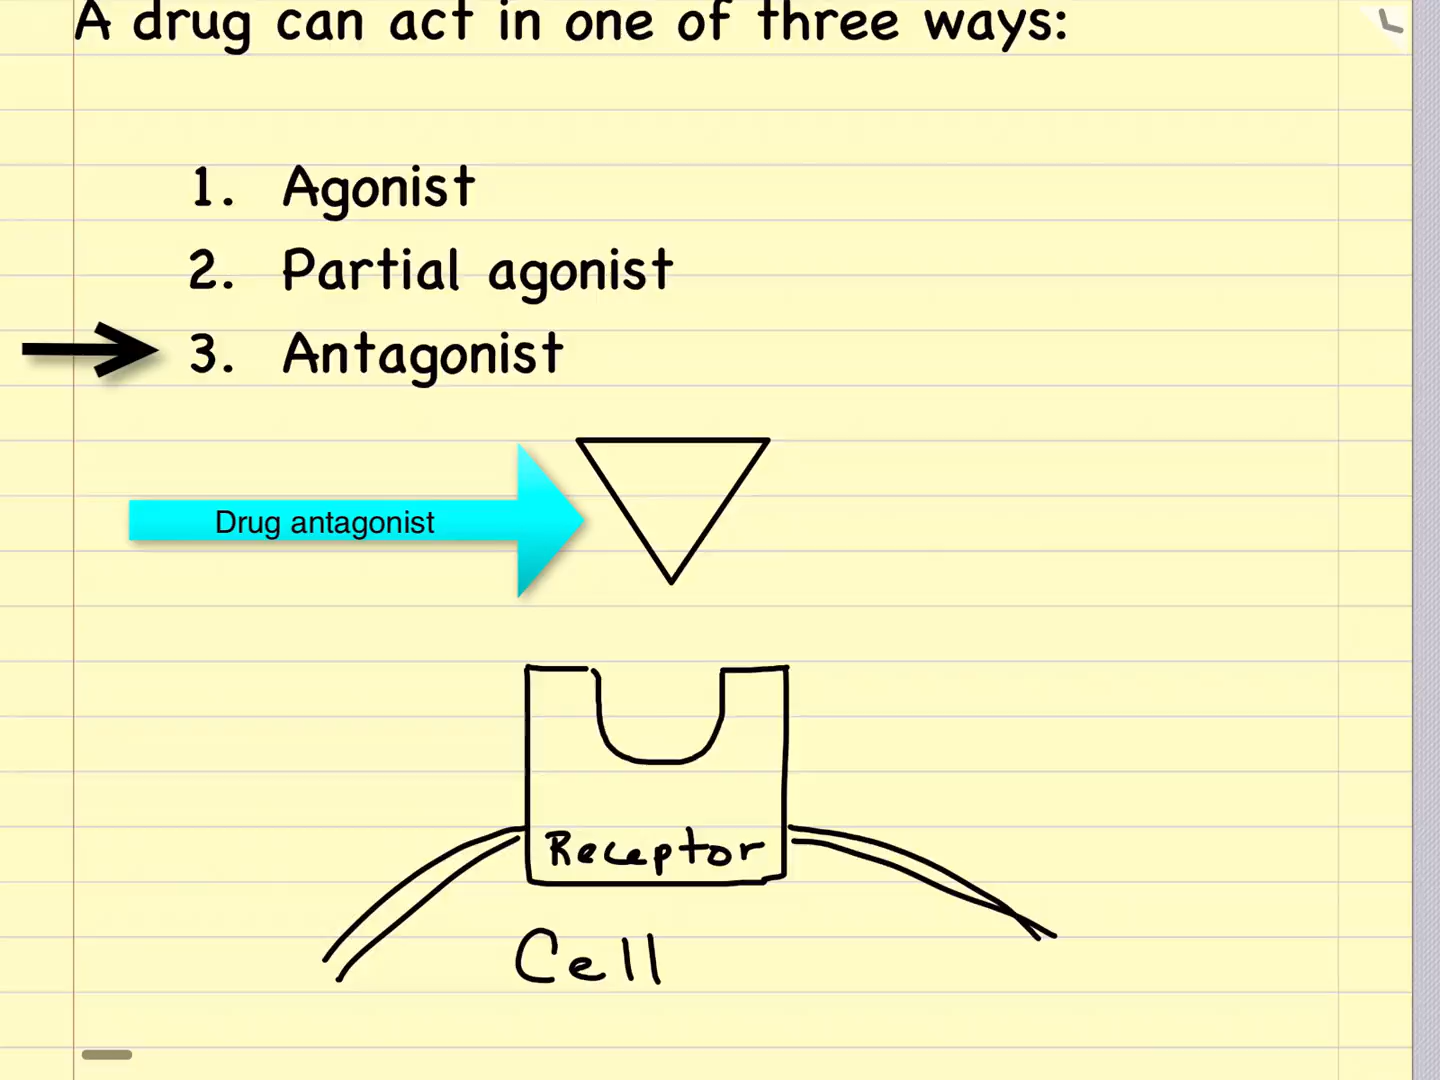 A drug can act in one of three ways:
1. Agonist
2. Partial agonist
3. Antagonist
Drug antagonist
Receptor
Cell